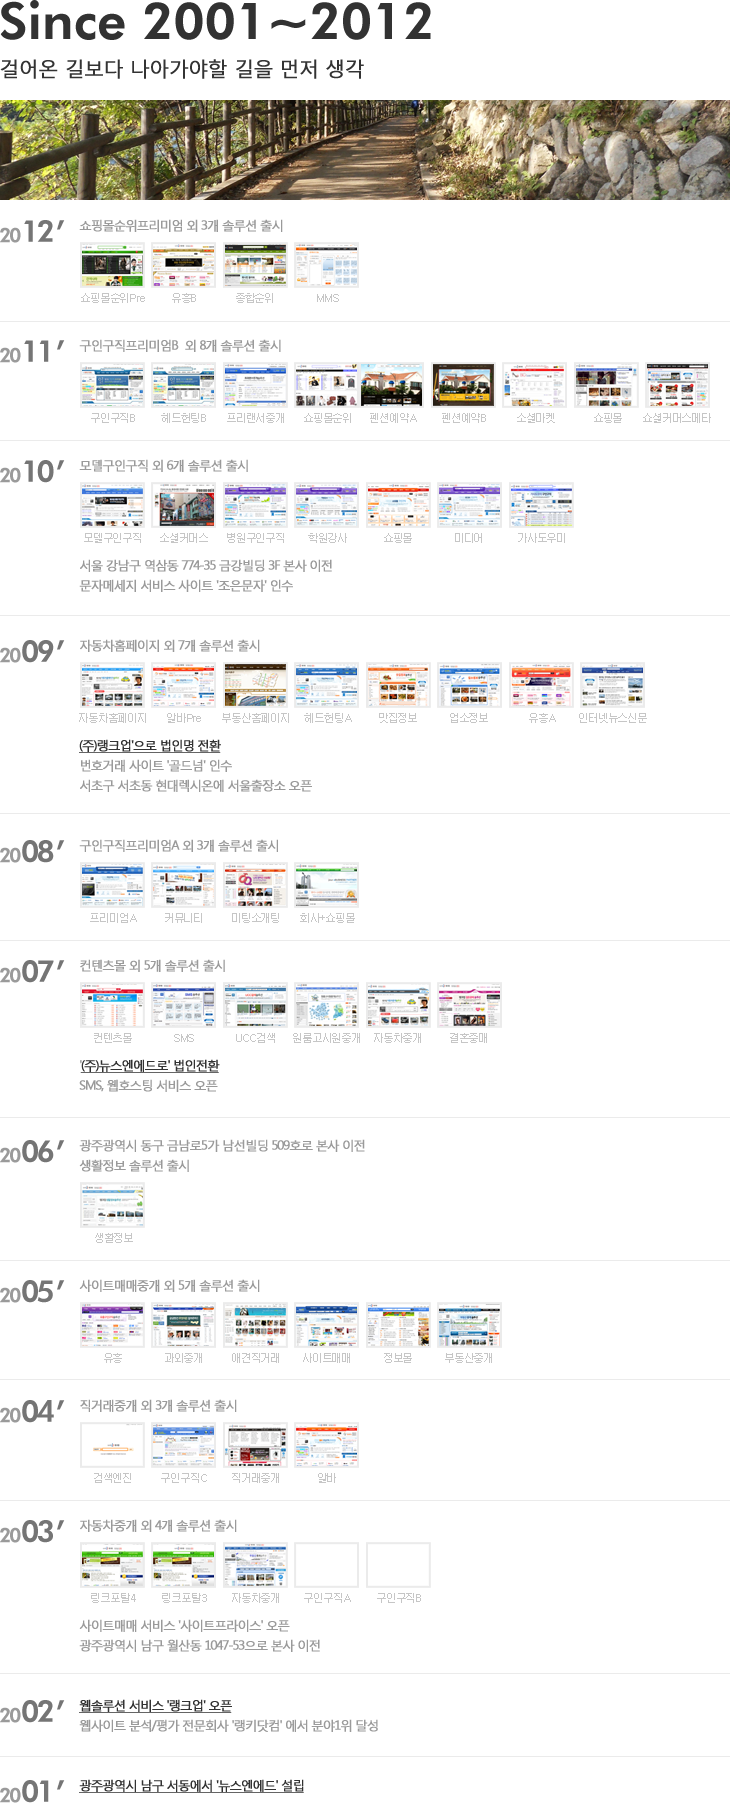 Since 2001~2012
걸어온 길보다 나아가야할 길을 먼저 생각
2012'
쇼핑몰순위프리미엄 외 3개 솔루션 출시
쇼핑몰순위Pre 유흥B 종합순위 MMS
2011'
구인구직프리미엄B 외 8개 솔루션 출시
구인구직B 헤드헌팅B 프리랜서중개 쇼핑몰순위 펜션예약A 펜션예약B 소셜마켓 쇼핑몰 쇼셜커머스메타
2010'
모델구인구직 외 6개 솔루션 출시
모델구인구직 소셜커머스 병원구인구직 학원강사 쇼핑몰 미디어 가사도우미
서울 강남구 역삼동 774-35 금강빌딩 3F 본사 이전
문자메세지 서비스 사이트 '조은문자' 인수
2009'
자동차홈페이지 외 7개 솔루션 출시
자동차홈페이지 알바Pre 부동산홈페이지 헤드헌팅A 맛집정보 업소정보 유흥A 인터넷뉴스신문
(주)랭크업'으로 법인명 전환
번호거래 사이트 '골드넘' 인수
서초구 서초동 현대렉시온에 서울출장소 오픈
2008'
구인구직프리미엄A 외 3개 솔루션 출시
프리미엄A 커뮤니티 미팅소개팅 회사+쇼핑몰
2007'
컨텐츠몰 외 5개 솔루션 출시
컨텐츠몰 SMS UCC검색 원룸고시원중개 자동차중개 결혼중매
'(주)뉴스엔에드로' 법인전환
SMS, 웹호스팅 서비스 오픈
2006'
광주광역시 동구 금남로5가 남선빌딩 509호로 본사 이전
생활정보 솔루션 출시
생활정보
2005'
사이트매매중개 외 5개 솔루션 출시
유흥 과외중개 애견직거래 사이트매매 정보몰 부동산중개
2004'
직거래중개 외 3개 솔루션 출시
검색엔진 구인구직C 직거래중개 알바
2003'
자동차중개 외 4개 솔루션 출시
링크포탈4 링크포탈3 자동차중개 구인구직A 구인구직B
사이트매매 서비스 '사이트프라이스' 오픈
광주광역시 남구 월산동 1047-53으로 본사 이전
2002'
웹솔루션 서비스 '랭크업' 오픈
웹사이트 분석/평가 전문회사 '랭키닷컴' 에서 분야1위 달성
2001'
광주광역시 남구 서동에서 '뉴스엔에드' 설립